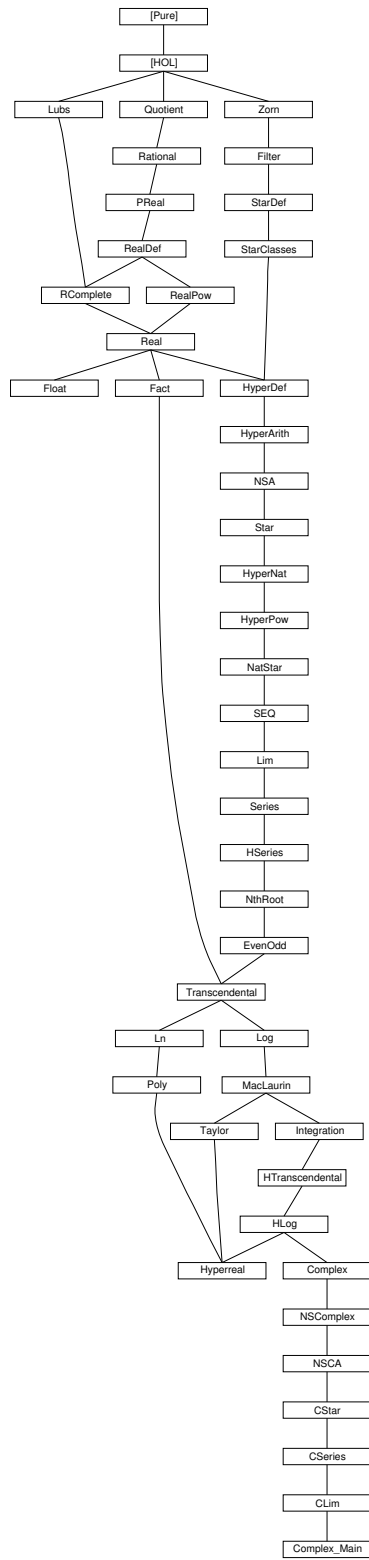 [Pure]
[HOL]
Lubs
Quotient
Zorn
Rational
Filter
PReal
StarDef
RealDef
StarClasses
RComplete
RealPow
Real
Float
Fact
HyperDef
HyperArith
NSA
Star
HyperNat
HyperPow
NatStar
SEQ
Lim
Series
HSeries
NthRoot
EvenOdd
Transcendental
Ln
Log
Poly
MacLaurin
Taylor
Integration
HTranscendental
HLog
Hyperreal
Complex
NSComplex
NSCA
CStar
CSeries
CLim
Complex_Main